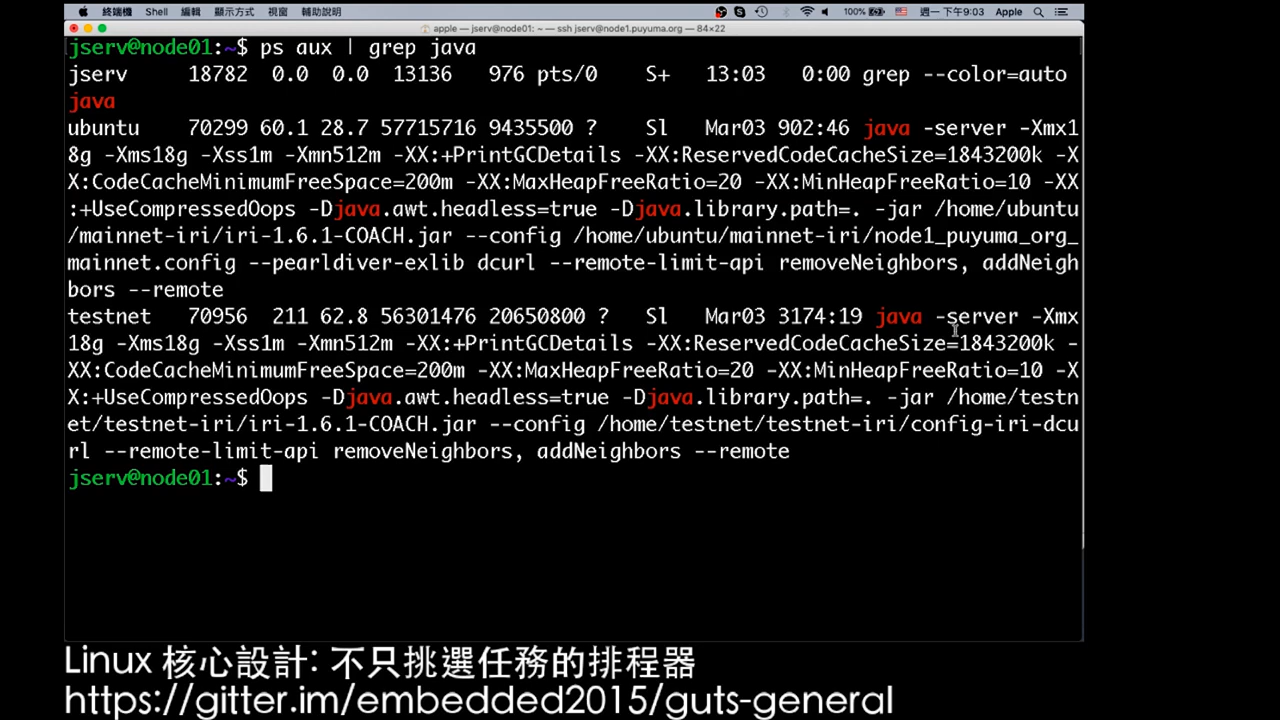 終端機 Shell 編輯 顯示方式 視窗 輔助說明 100% 週一 下午9:03 Apple
apple — jserv@node01: ~ — ssh jserv@node1.puyuma.org — 84×22
jserv@node01:~$ ps aux | grep java
jserv 18782 0.0 0.0 13136 976 pts/0 S+ 13:03 0:00 grep --color=auto
java
ubuntu 70299 60.1 28.7 57715716 9435500 ? Sl Mar03 902:46 java -server -Xmx1
8g -Xms18g -Xss1m -Xmn512m -XX:+PrintGCDetails -XX:ReservedCodeCacheSize=1843200k -X
X:CodeCacheMinimumFreeSpace=200m -XX:MaxHeapFreeRatio=20 -XX:MinHeapFreeRatio=10 -XX
:+UseCompressedOops -Djava.awt.headless=true -Djava.library.path=. -jar /home/ubuntu
/mainnet-iri/iri-1.6.1-COACH.jar --config /home/ubuntu/mainnet-iri/node1_puyuma_org_
mainnet.config --pearldiver-exlib dcurl --remote-limit-api removeNeighbors, addNeigh
bors --remote
testnet 70956 211 62.8 56301476 20650800 ? Sl Mar03 3174:19 java -server -Xmx
18g -Xms18g -Xss1m -Xmn512m -XX:+PrintGCDetails -XX:ReservedCodeCacheSize=1843200k -
XX:CodeCacheMinimumFreeSpace=200m -XX:MaxHeapFreeRatio=20 -XX:MinHeapFreeRatio=10 -X
X:+UseCompressedOops -Djava.awt.headless=true -Djava.library.path=. -jar /home/testn
et/testnet-iri/iri-1.6.1-COACH.jar --config /home/testnet/testnet-iri/config-iri-dcu
rl --remote-limit-api removeNeighbors, addNeighbors --remote
jserv@node01:~$
Linux 核心設計: 不只挑選任務的排程器
https://gitter.im/embedded2015/guts-general